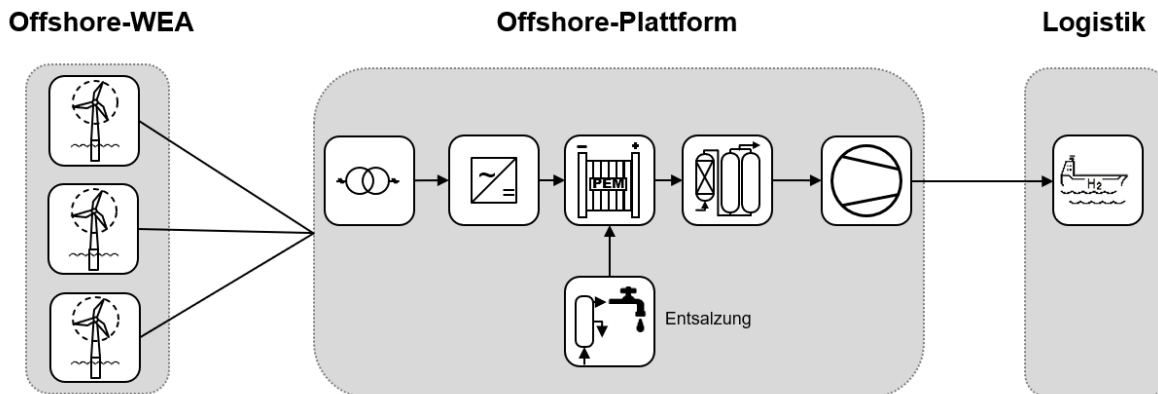 Offshore-WEA
Offshore-Plattform
Logistik
~
=
− +
PEM
H2
Entsalzung